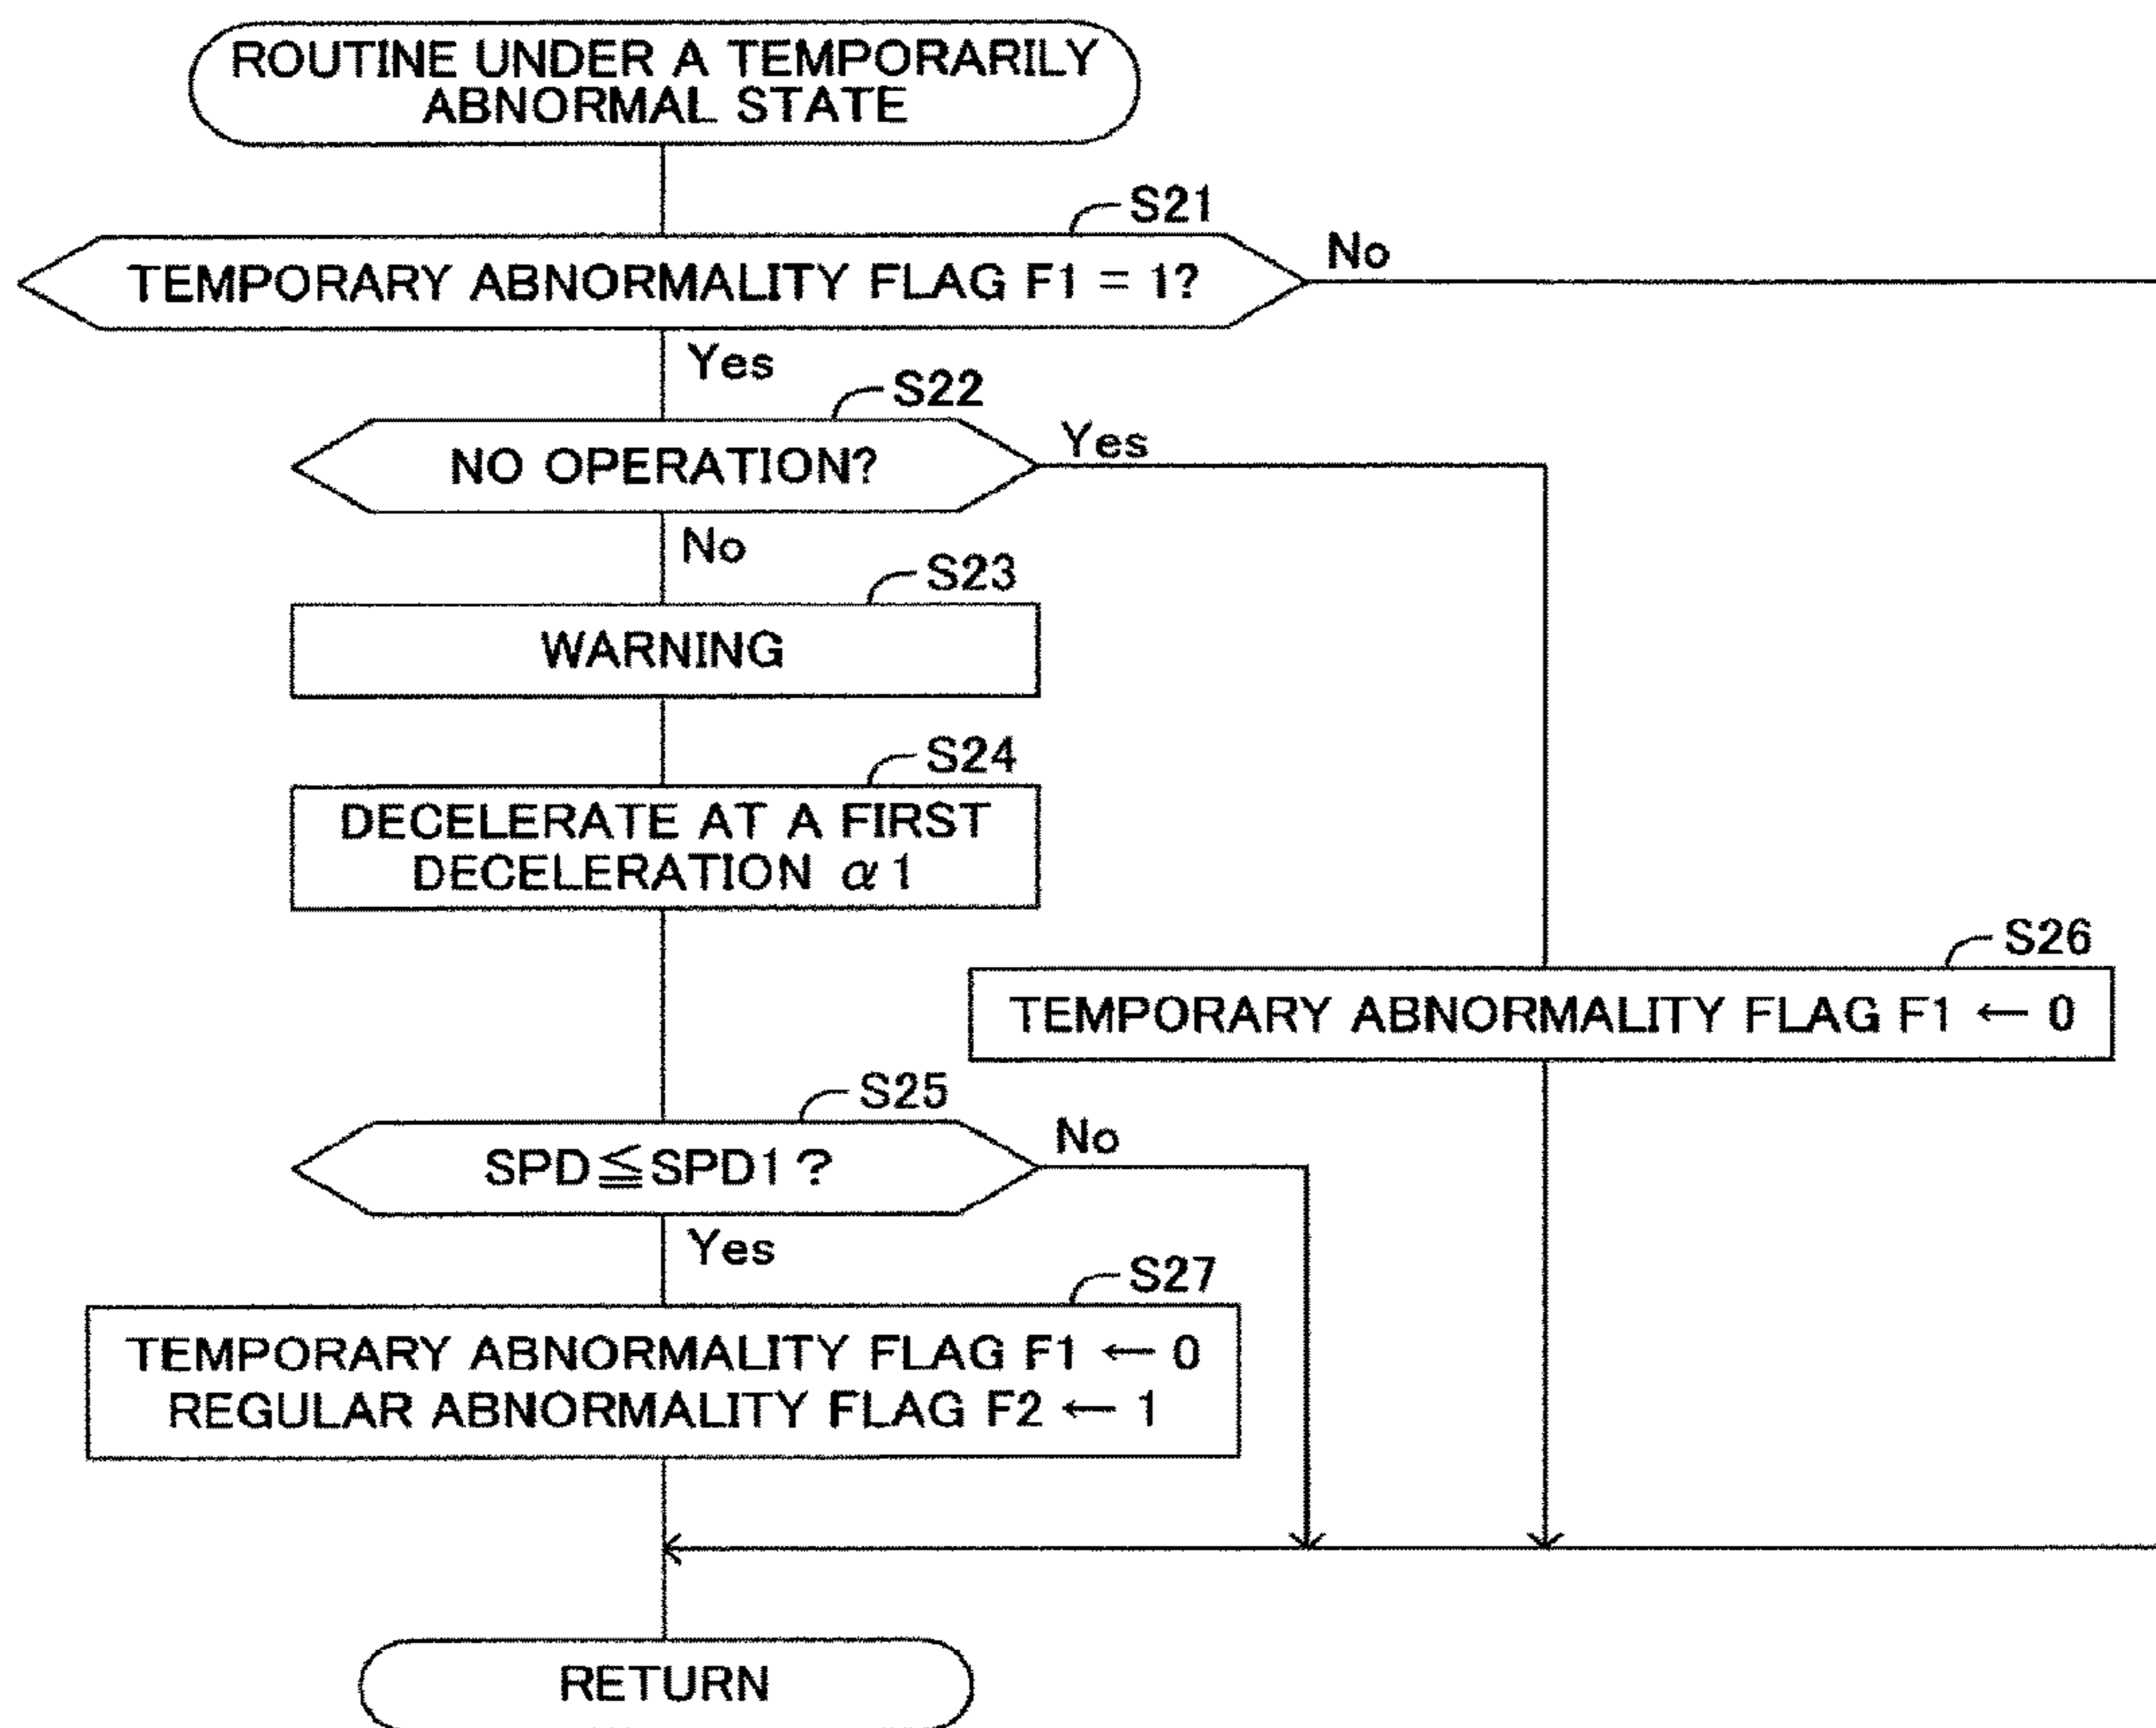 ROUTINE UNDER A TEMPORARILY
ABNORMAL STATE
S21
TEMPORARY ABNORMALITY FLAG F1 = 1?
No
Yes
S22
NO OPERATION?
Yes
No
S23
WARNING
S24
DECELERATE AT A FIRST
DECELERATION α1
S26
TEMPORARY ABNORMALITY FLAG F1 ← 0
S25
SPD≦SPD1?
No
Yes
S27
TEMPORARY ABNORMALITY FLAG F1 ← 0
REGULAR ABNORMALITY FLAG F2 ← 1
RETURN